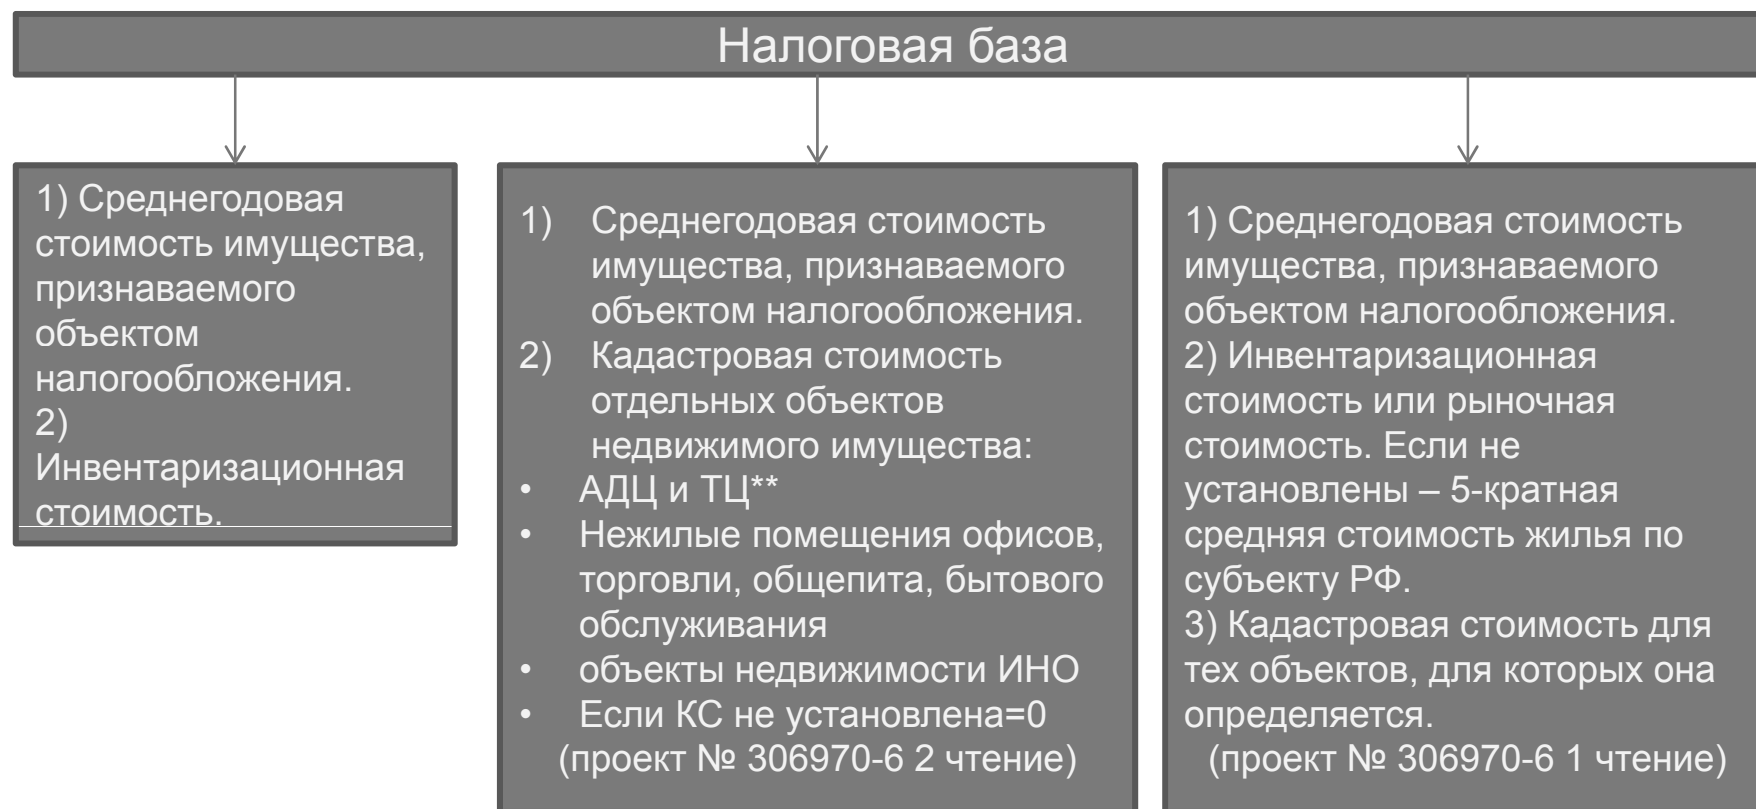 Налоговая база
1) Среднегодовая
стоимость имущества,
признаваемого
объектом
налогообложения.
2)
Инвентаризационная
стоимость.
1) Среднегодовая стоимость
имущества, признаваемого
объектом налогообложения.
2) Кадастровая стоимость
отдельных объектов
недвижимого имущества:
• АДЦ и ТЦ**
• Нежилые помещения офисов,
торговли, общепита, бытового
обслуживания
• объекты недвижимости ИНО
• Если КС не установлена=0
(проект № 306970-6 2 чтение)
1) Среднегодовая стоимость
имущества, признаваемого
объектом налогообложения.
2) Инвентаризационная
стоимость или рыночная
стоимость. Если не
установлены – 5-кратная
средняя стоимость жилья по
субъекту РФ.
3) Кадастровая стоимость для
тех объектов, для которых она
определяется.
(проект № 306970-6 1 чтение)